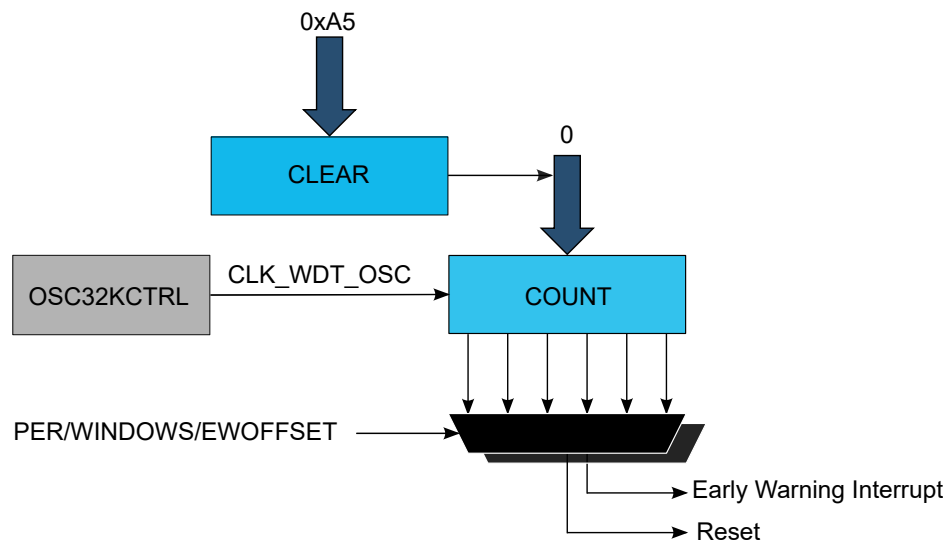 0xA5
0
CLEAR
CLK_WDT_OSC
OSC32KCTRL
COUNT
PER/WINDOWS/EWOFFSET
Early Warning Interrupt
Reset